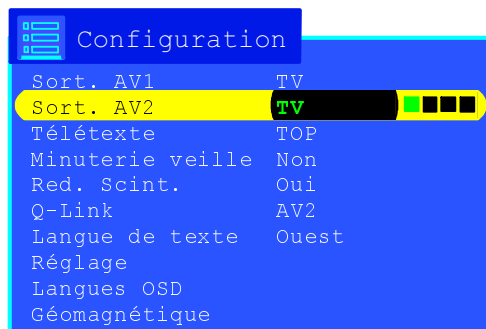 Configuration
Sort. AV1 TV
Sort. AV2 TV
Télétexte TOP
Minuterie veille Non
Red. Scint. Oui
Q-Link AV2
Langue de texte Ouest
Réglage
Langues OSD
Géomagnétique